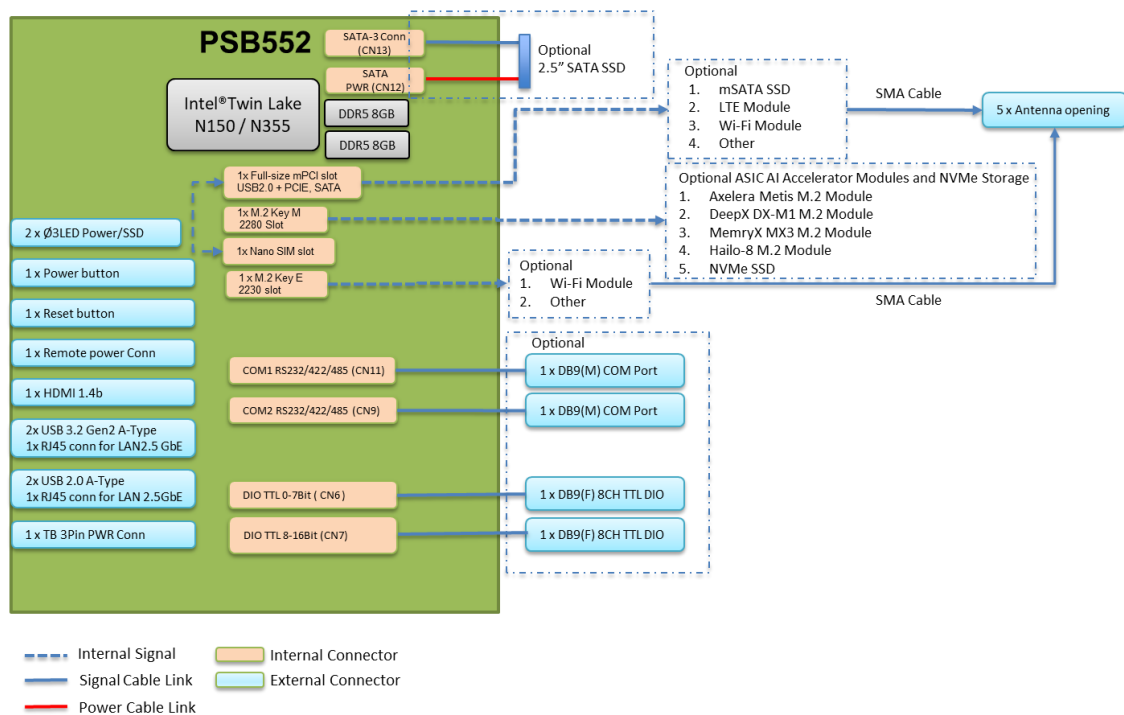 PSB552
SATA-3 Conn
(CN13)
SATA
PWR (CN12)
Optional
2.5” SATA SSD
Intel®Twin Lake
N150 / N355
DDR5 8GB
DDR5 8GB
1x Full-size mPCI slot
USB2.0 + PCIE, SATA
1x M.2 Key M
2280 Slot
1x Nano SIM slot
1 x M.2 Key E
2230 slot
Optional
1. mSATA SSD
2. LTE Module
3. Wi-Fi Module
4. Other
SMA Cable
5 x Antenna opening
Optional ASIC AI Accelerator Modules and NVMe Storage
1. Axelera Metis M.2 Module
2. DeepX DX-M1 M.2 Module
3. MemryX MX3 M.2 Module
4. Hailo-8 M.2 Module
5. NVMe SSD
Optional
1. Wi-Fi Module
2. Other
SMA Cable
2 x Ø3LED Power/SSD
1 x Power button
1 x Reset button
1 x Remote power Conn
1 x HDMI 1.4b
2x USB 3.2 Gen2 A-Type
1x RJ45 conn for LAN2.5 GbE
2x USB 2.0 A-Type
1x RJ45 conn for LAN 2.5GbE
1 x TB 3Pin PWR Conn
COM1 RS232/422/485 (CN11)
COM2 RS232/422/485 (CN9)
DIO TTL 0-7Bit ( CN6)
DIO TTL 8-16Bit (CN7)
Optional
1 x DB9(M) COM Port
1 x DB9(M) COM Port
1 x DB9(F) 8CH TTL DIO
1 x DB9(F) 8CH TTL DIO
Internal Signal
Signal Cable Link
Power Cable Link
Internal Connector
External Connector